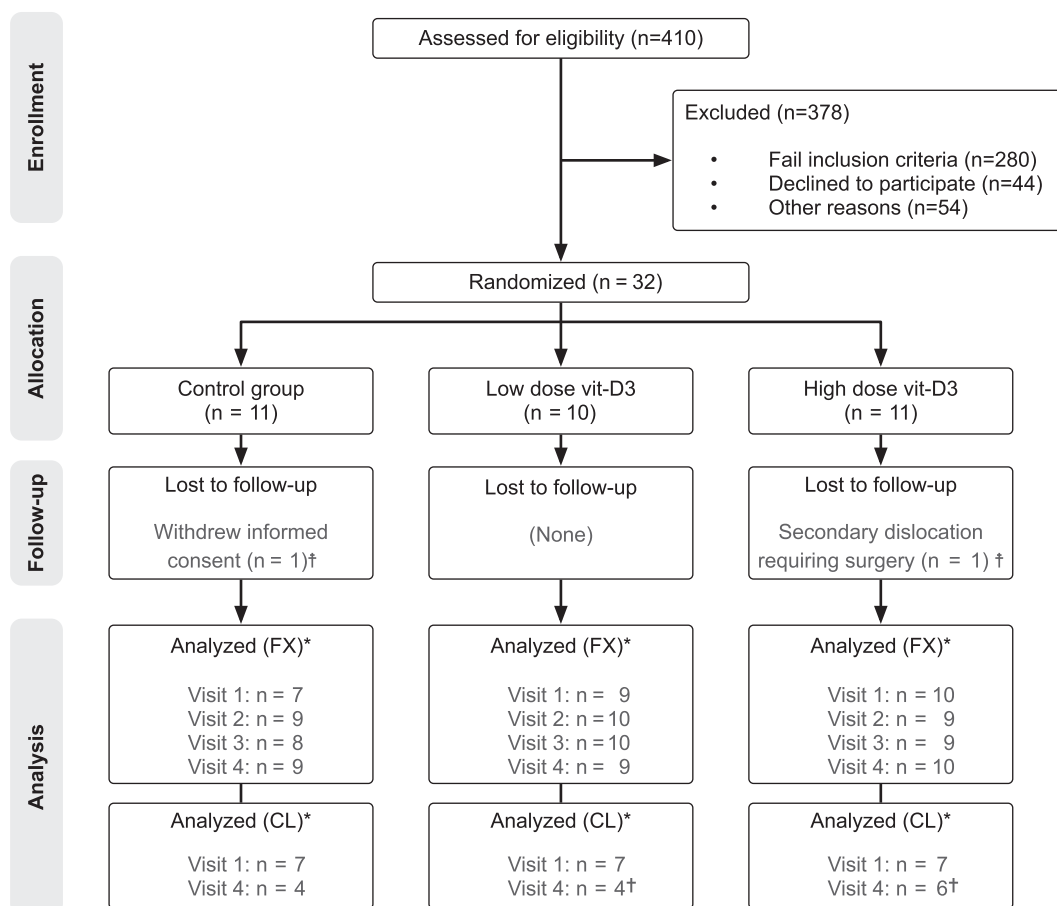 Enrollment
Assessed for eligibility (n=410)
Excluded (n=378)
• Fail inclusion criteria (n=280)
• Declined to participate (n=44)
• Other reasons (n=54)
Allocation
Randomized (n = 32)
Control group
(n = 11)
Low dose vit-D3
(n = 10)
High dose vit-D3
(n = 11)
Follow-up
Lost to follow-up
Withdrew informed
consent (n = 1)☨
Lost to follow-up
(None)
Lost to follow-up
Secondary dislocation
requiring surgery (n = 1) ☨
Analysis
Analyzed (FX)*
Visit 1: n = 7
Visit 2: n = 9
Visit 3: n = 8
Visit 4: n = 9
Analyzed (FX)*
Visit 1: n = 9
Visit 2: n = 10
Visit 3: n = 10
Visit 4: n = 9
Analyzed (FX)*
Visit 1: n = 10
Visit 2: n = 9
Visit 3: n = 9
Visit 4: n = 10
Analyzed (CL)*
Visit 1: n = 7
Visit 4: n = 4
Analyzed (CL)*
Visit 1: n = 7
Visit 4: n = 4†
Analyzed (CL)*
Visit 1: n = 7
Visit 4: n = 6†